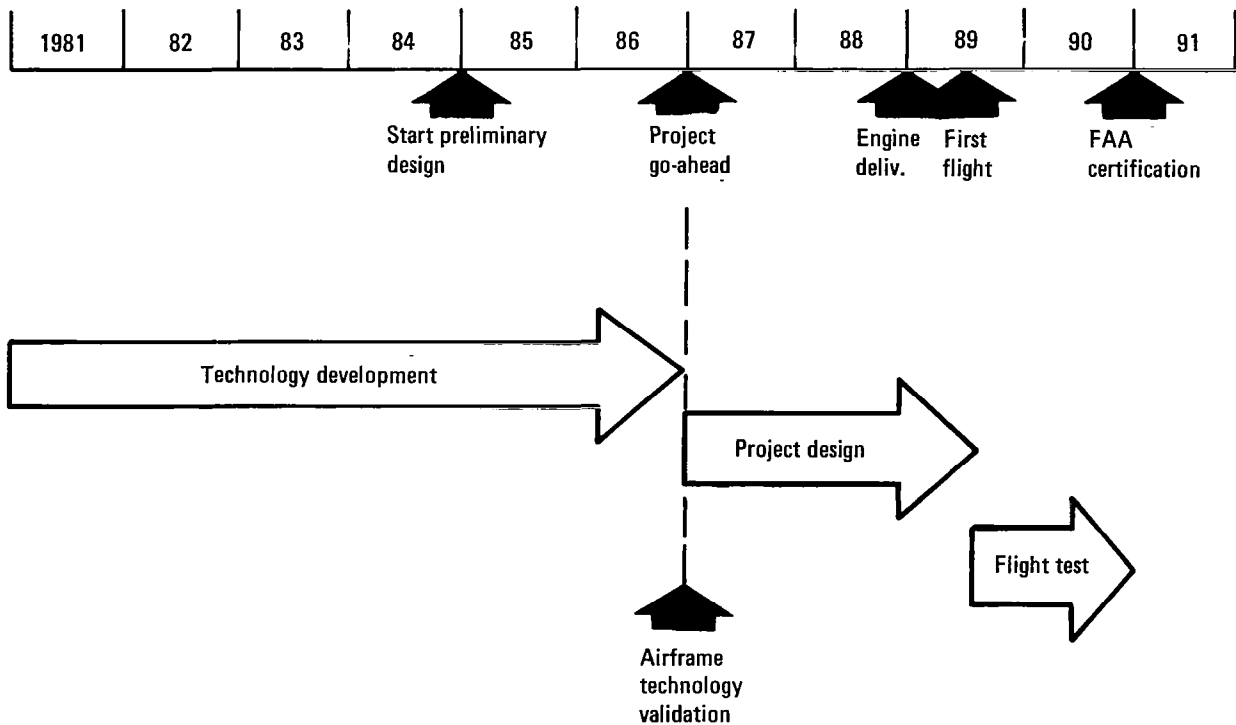 1981 82 83 84 85 86 87 88 89 90 91
Start preliminary
design
Project
go-ahead
Engine
deliv.
First
flight
FAA
certification
Technology development
Project design
Flight test
Airframe
technology
validation